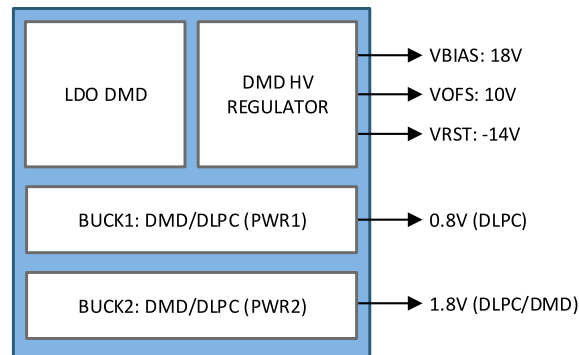 LDO DMD
DMD HV
REGULATOR
VBIAS: 18V
VOFS: 10V
VRST: -14V
BUCK1: DMD/DLPC (PWR1)
0.8V (DLPC)
BUCK2: DMD/DLPC (PWR2)
1.8V (DLPC/DMD)